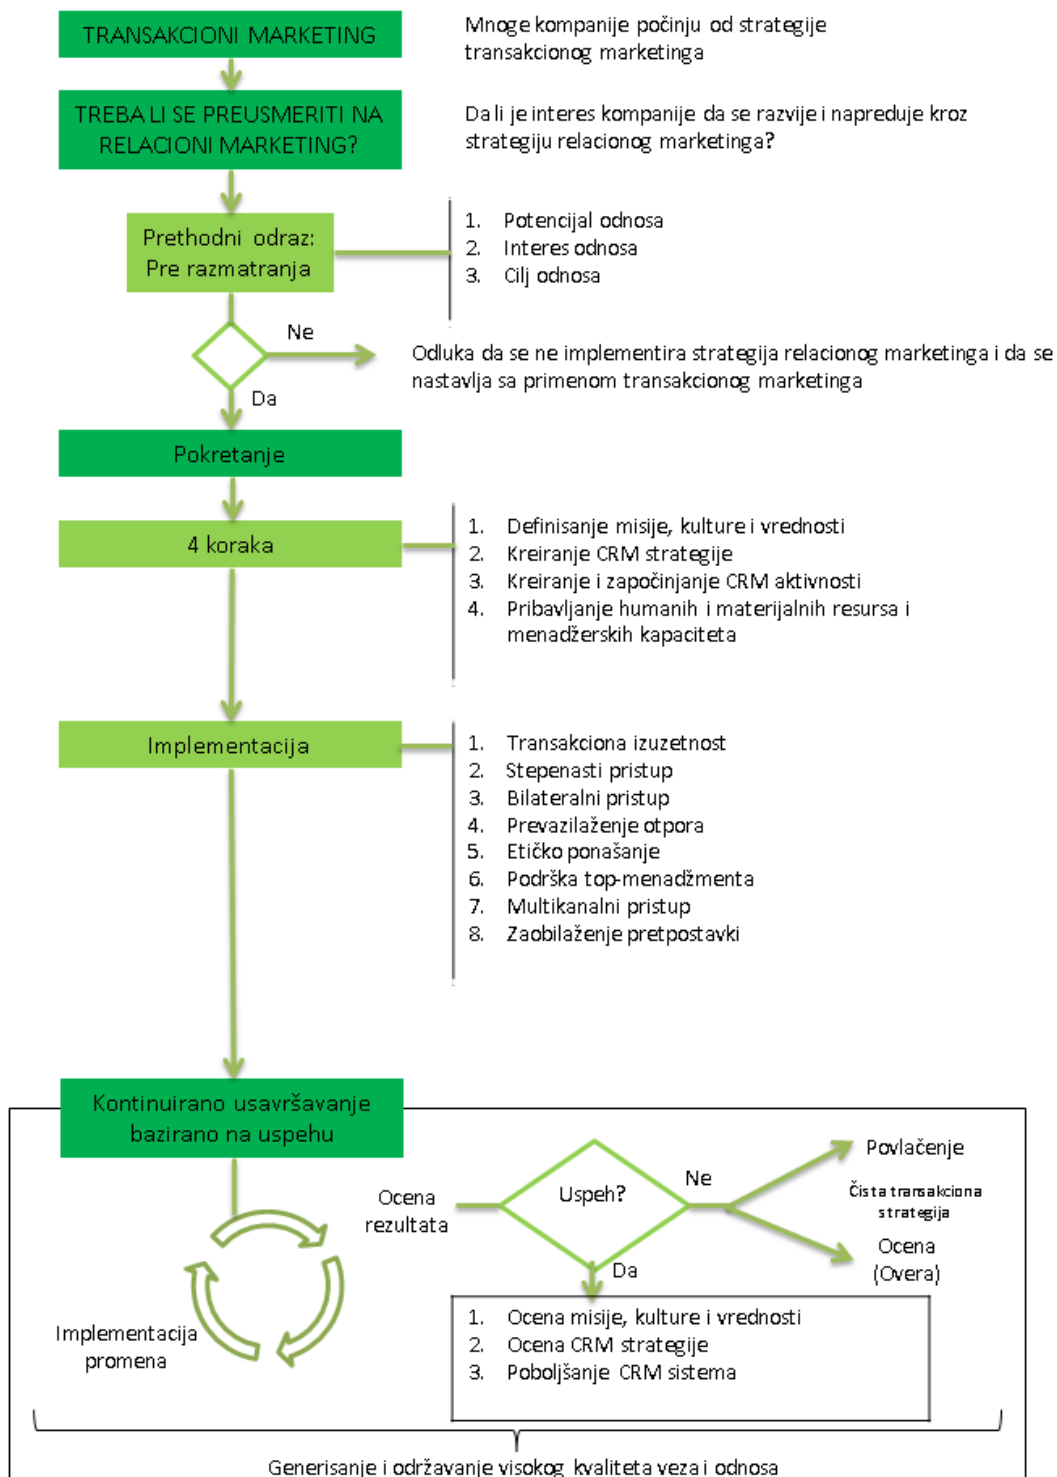 TRANSAKCIONI MARKETING
Mnoge kompanije počinju od strategije
transakcionog marketinga
TREBA LI SE PREUSMERITI NA
RELACIONI MARKETING?
Da li je interes kompanije da se razvije i napreduje kroz
strategiju relacionog marketinga?
Prethodni odraz:
Pre razmatranja
1. Potencijal odnosa
2. Interes odnosa
3. Cilj odnosa
Ne
Odluka da se ne implementira strategija relacionog marketinga i da se
nastavlja sa primenom transakcionog marketinga
Da
Pokretanje
4 koraka
1. Definisanje misije, kulture i vrednosti
2. Kreiranje CRM strategije
3. Kreiranje i započinjanje CRM aktivnosti
4. Pribavljanje humanih i materijalnih resursa i
menadžerskih kapaciteta
Implementacija
1. Transakciona izuzetnost
2. Stepenasti pristup
3. Bilateralni pristup
4. Prevazilaženje otpora
5. Etičko ponašanje
6. Podrška top-menadžmenta
7. Multikanalni pristup
8. Zaobilaženje pretpostavki
Kontinuirano usavršavanje
bazirano na uspehu
Implementacija
promena
Ocena
rezultata
Uspeh?
Ne
Povlačenje
Čista transakciona
strategija
Ocena
(Overa)
Da
1. Ocena misije, kulture i vrednosti
2. Ocena CRM strategije
3. Poboljšanje CRM sistema
Generisanje i održavanje visokog kvaliteta veza i odnosa